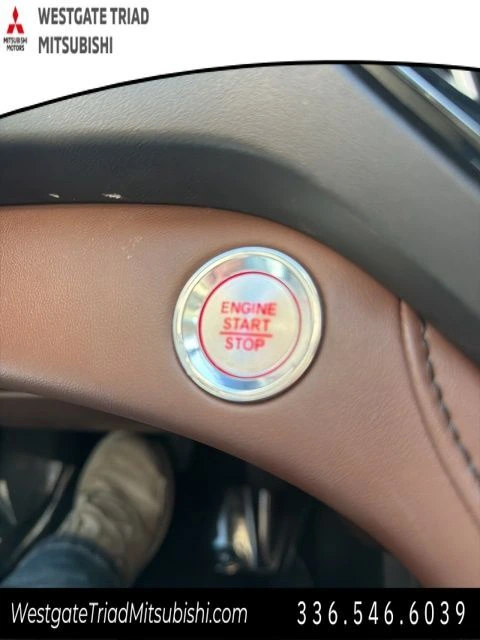 WESTGATE TRIAD
MITSUBISHI
MITSUBISHI
MOTORS
ENGINE
START
STOP
WestgateTriadMitsubishi.com
336.546.6039